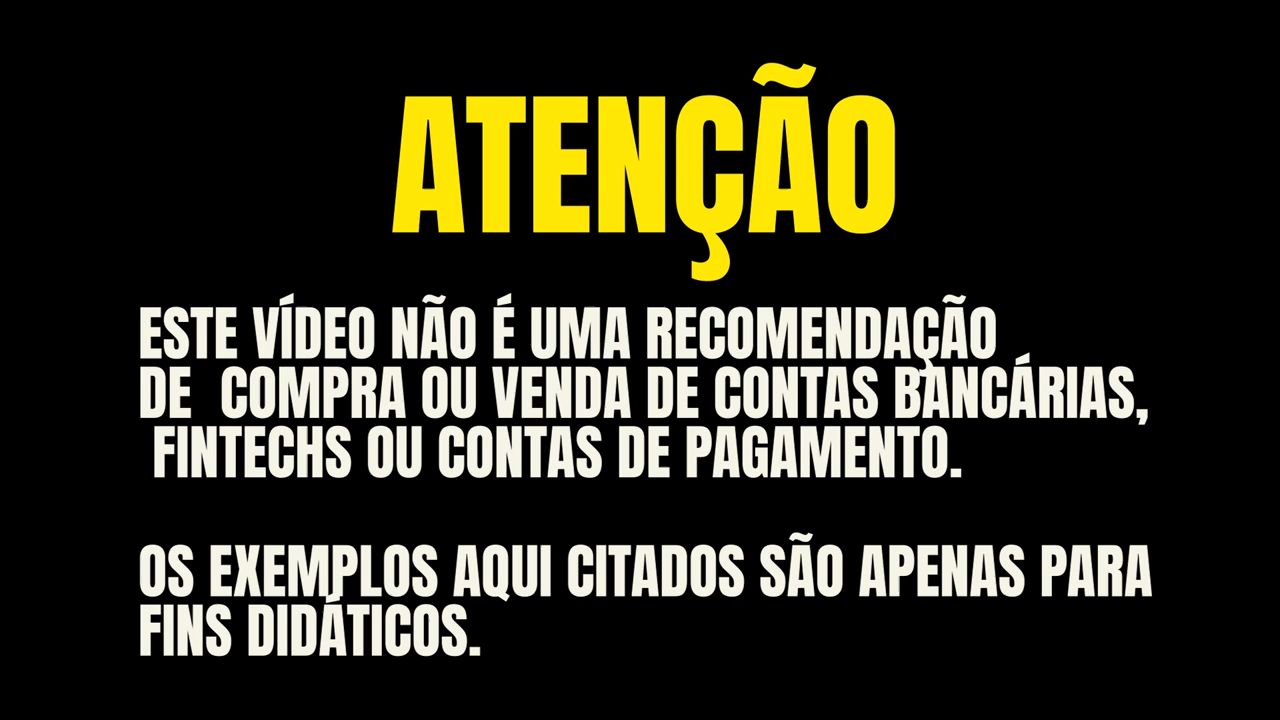 ATENÇÃO
ESTE VÍDEO NÃO É UMA RECOMENDAÇÃO
DE COMPRA OU VENDA DE CONTAS BANCÁRIAS,
FINTECHS OU CONTAS DE PAGAMENTO.
OS EXEMPLOS AQUI CITADOS SÃO APENAS PARA
FINS DIDÁTICOS.